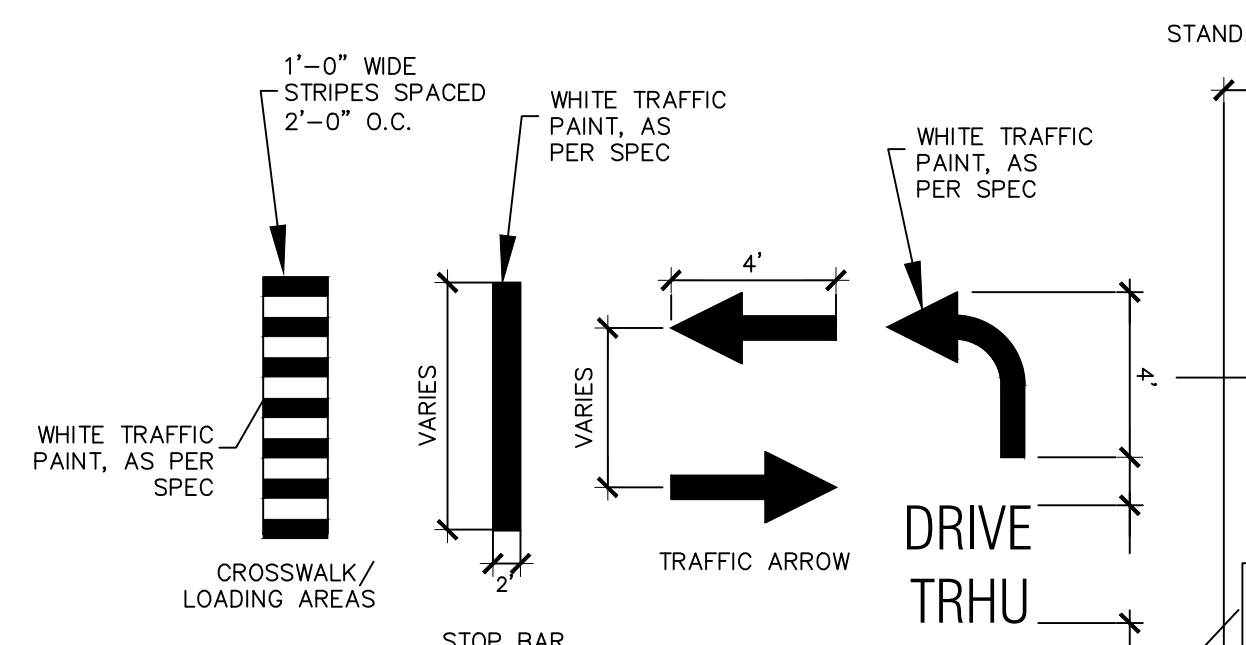 STAND
1'-0" WIDE
STRIPES SPACED
2'-0" O.C.
WHITE TRAFFIC
PAINT, AS
PER SPEC
WHITE TRAFFIC
PAINT, AS
PER SPEC
4'
VARIES
VARIES
4'
WHITE TRAFFIC
PAINT, AS PER
SPEC
DRIVE
TRHU
TRAFFIC ARROW
CROSSWALK/
LOADING AREAS
2'
STOP BAR